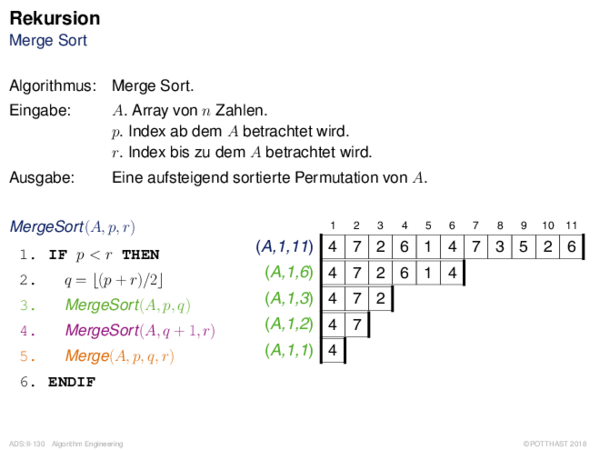 Rekursion
Merge Sort
Algorithmus: Merge Sort.
Eingabe: A. Array von n Zahlen.
p. Index ab dem A betrachtet wird.
r. Index bis zu dem A betrachtet wird.
Ausgabe: Eine aufsteigend sortierte Permutation von A.
MergeSort(A, p, r)
1. IF p < r THEN
2. q = ⌊(p + r)/2⌋
3. MergeSort(A, p, q)
4. MergeSort(A, q + 1, r)
5. Merge(A, p, q, r)
6. ENDIF
1 2 3 4 5 6 7 8 9 10 11
(A,1,11) 4 7 2 6 1 4 7 3 5 2 6
(A,1,6) 4 7 2 6 1 4
(A,1,3) 4 7 2
(A,1,2) 4 7
(A,1,1) 4
ADS:II-130 Algorithm Engineering
©POTTHAST 2018